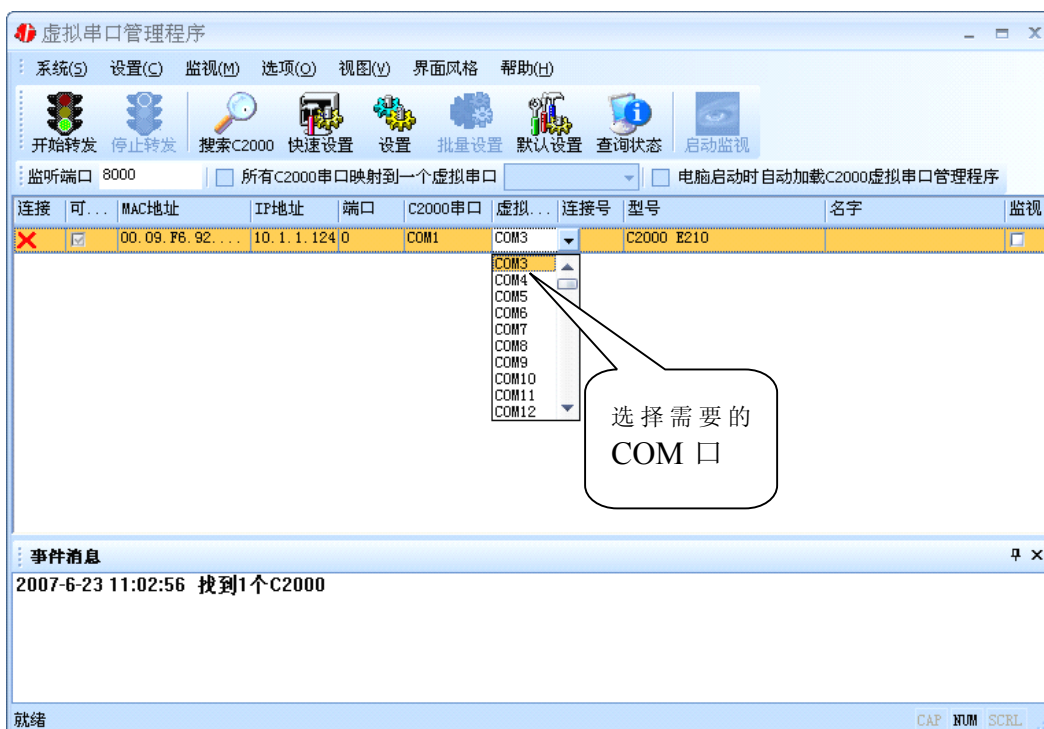 虚拟串口管理程序
系统(S) 设置(C) 监视(M) 选项(O) 视图(V) 界面风格 帮助(H)
开始转发 停止转发 搜索C2000 快速设置 设置 批量设置 默认设置 查询状态 启动监视
监听端口 8000 所有C2000串口映射到一个虚拟串口 电脑启动时自动加载C2000虚拟串口管理程序
连接 可... MAC地址 IP地址 端口 C2000串口 虚拟... 连接号 型号 名字 监视
00.09.F6.92.... 10.1.1.124 0 COM1 COM3 C2000 E210
COM3
COM4
COM5
COM6
COM7
COM8
COM9
COM10
COM11
COM12
选择需要的
COM 口
事件消息
2007-6-23 11:02:56 找到1个C2000
就绪 CAP NUM SCRL